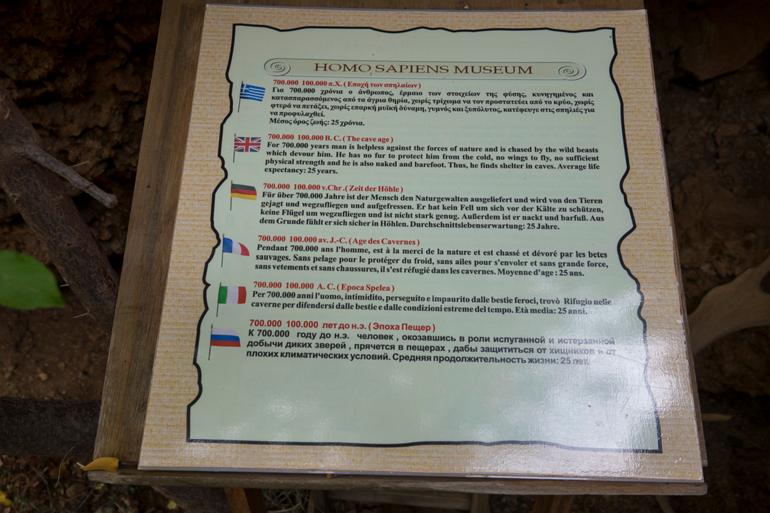 HOMO SAPIENS MUSEUM
700.000 100.000 π.Χ. ( Εποχή των σπηλαίων )
Για 700.000 χρόνια ο άνθρωπος, έρμαιο των στοιχείων της φύσης, κυνηγημένος και
κατασπαρασσόμενος από τα άγρια θηρία, χωρίς τρίχωμα να τον προστατεύει από το κρύο, χωρίς
φτερά να πετάξει, χωρίς επαρκή μυϊκή δύναμη, γυμνός και ξυπόλυτος, κατέφυγε στις σπηλιές για
να προφυλαχθεί.
Μέσος όρος ζωής: 25 χρόνια.
700.000 100.000 B. C. ( The cave age )
For 700.000 years man is helpless against the forces of nature and is chased by the wild beasts
which devour him. He has no fur to protect him from the cold, no wings to fly, no sufficient
physical strength and he is also naked and barefoot. Thus, he finds shelter in caves. Average life
expectancy: 25 years.
700.000 100.000 v.Chr. ( Zeit der Höhle )
Für über 700.000 Jahre ist der Mensch den Naturgewalten ausgeliefert und wird von den Tieren
gejagt und wegzufliegen und aufgefressen. Er hat kein Fell um sich vor der Kälte zu schützen,
keine Flügel um wegzufliegen und ist nicht stark genug. Außerdem ist er nackt und barfuß. Aus
dem Grunde fühlt er sich sicher in Höhlen. Durchschnittslebenserwartung: 25 Jahre.
700.000 100.000 av. J.-C. ( Age des Cavernes )
Pendant 700.000 ans l'homme, est à la merci de la nature et est chassé et dévoré par les betes
sauvages. Sans pelage pour le protéger du froid, sans ailes pour s'envoler et sans grande force,
sans vetements et sans chaussures, il s'est réfugié dans les cavernes. Moyenne d'age : 25 ans.
700.000 100.000 A. C. ( Epoca Spelea )
Per 700.000 anni l'uomo, intimidito, perseguito e impaurito dalle bestie feroci, trovò Rifugio nelle
caverne per difendersi dalle bestie e dalle condizioni estreme del tempo. Età media: 25 anni.
700.000 100.000 лет до н.э. ( Эпоха Пещер )
К 700.000 году до н.э. человек , оказавшись в роли испуганной и истерзанной
добычи диких зверей , прячется в пещерах , дабы защититься от хищников и от
плохих климатических условий. Средняя продолжительность жизни: 25 лет.